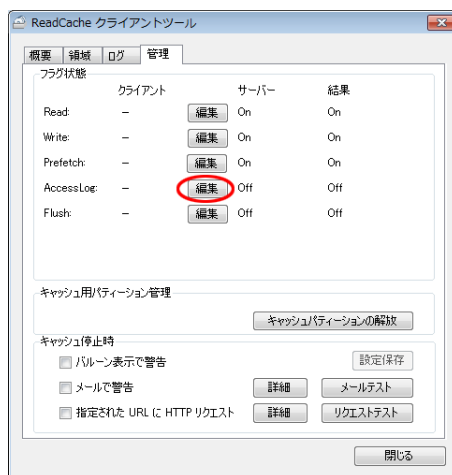 ReadCache クライアントツール
概要 領域 ログ 管理
フラグ状態
クライアント サーバー 結果
Read: － 編集 On On
Write: － 編集 On On
Prefetch: － 編集 On On
AccessLog: － 編集 Off Off
Flush: － 編集 Off Off
キャッシュ用パティーション管理
キャッシュパティーションの解放
キャッシュ停止時
バルーン表示で警告 設定保存
メールで警告 詳細 メールテスト
指定された URL に HTTP リクエスト 詳細 リクエストテスト
閉じる